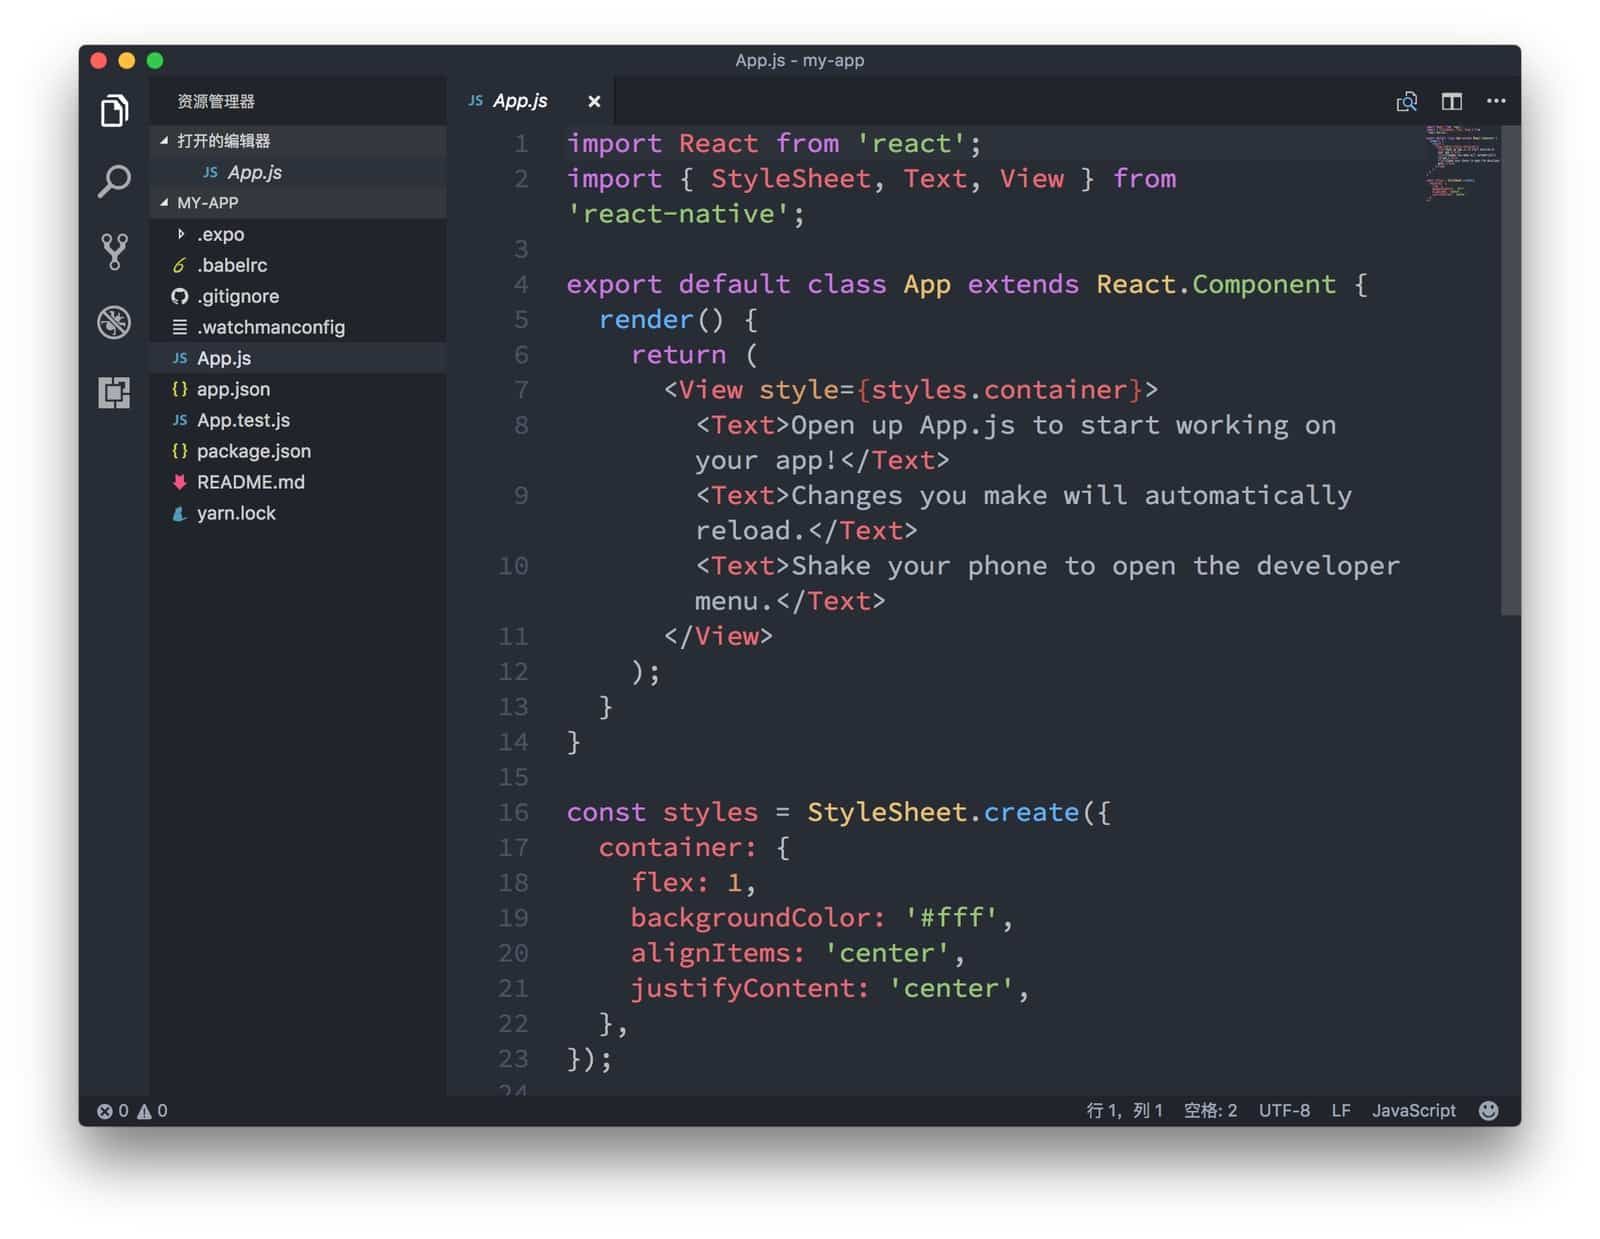 App.js - my-app
资源管理器
打开的编辑器
JS App.js
MY-APP
.expo
.babelrc
.gitignore
.watchmanconfig
JS App.js
{} app.json
JS App.test.js
{} package.json
README.md
yarn.lock
JS App.js ×
1 import React from 'react';
2 import { StyleSheet, Text, View } from
'react-native';
3
4 export default class App extends React.Component {
5 render() {
6 return (
7 <View style={styles.container}>
8 <Text>Open up App.js to start working on
your app!</Text>
9 <Text>Changes you make will automatically
reload.</Text>
10 <Text>Shake your phone to open the developer
menu.</Text>
11 </View>
12 );
13 }
14 }
15
16 const styles = StyleSheet.create({
17 container: {
18 flex: 1,
19 backgroundColor: '#fff',
20 alignItems: 'center',
21 justifyContent: 'center',
22 },
23 });
24
0 0
行 1，列 1 空格: 2 UTF-8 LF JavaScript